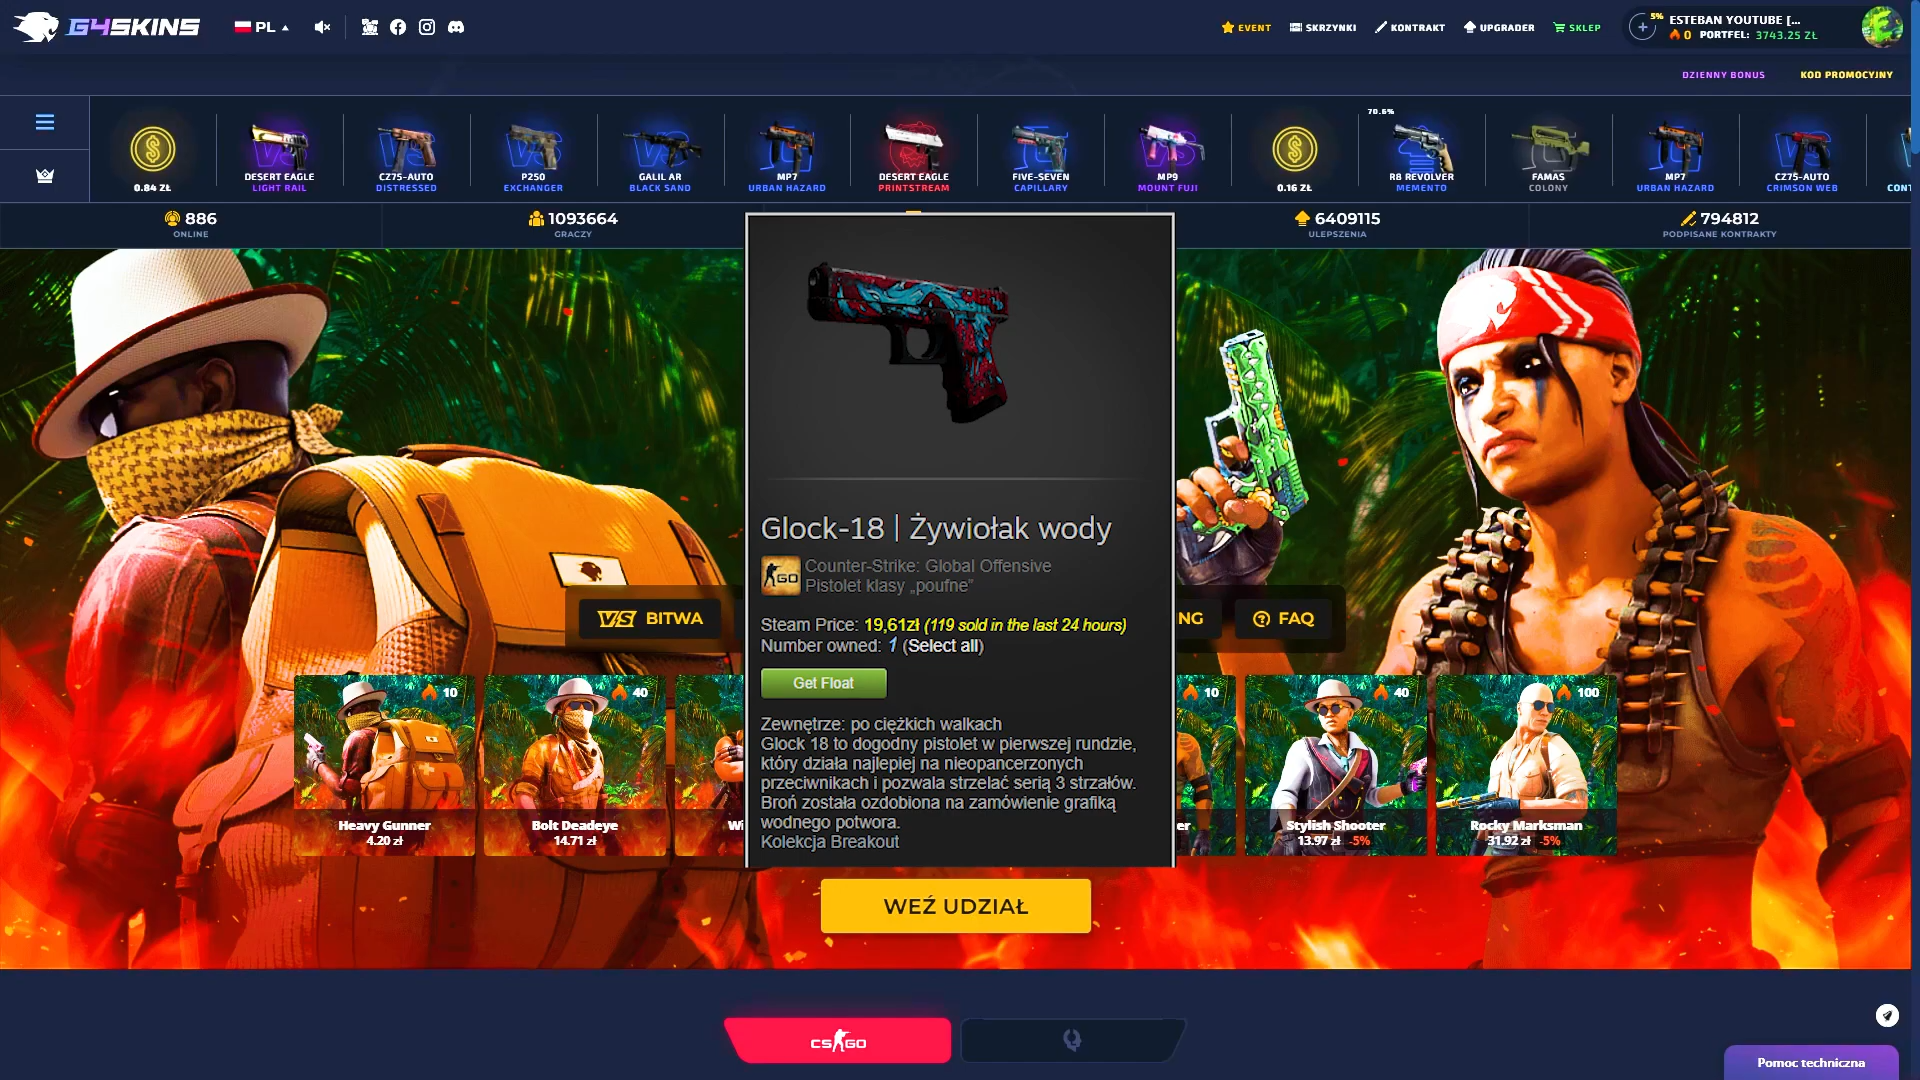 G4SKINS
PL
EVENT
SKRZYNKI
KONTRAKT
UPGRADER
SKLEP
5%
ESTEBAN YOUTUBE [...
0 PORTFEL: 3743.25 ZŁ
DZIENNY BONUS
KOD PROMOCYJNY
0.84 ZŁ
DESERT EAGLE
LIGHT RAIL
CZ75-AUTO
DISTRESSED
P250
EXCHANGER
GALIL AR
BLACK SAND
MP7
URBAN HAZARD
DESERT EAGLE
PRINTSTREAM
FIVE-SEVEN
CAPILLARY
MP9
MOUNT FUJI
0.16 ZŁ
70.6%
R8 REVOLVER
MEMENTO
FAMAS
COLONY
MP7
URBAN HAZARD
CZ75-AUTO
CRIMSON WEB
CONT
886
ONLINE
1093664
GRACZY
6409115
ULEPSZENIA
794812
PODPISANE KONTRAKTY
Glock-18 | Żywiołak wody
GO
Counter-Strike: Global Offensive
Pistolet klasy „poufne”
Steam Price: 19,61zł (119 sold in the last 24 hours)
Number owned: 1 (Select all)
Get Float
Zewnętrze: po ciężkich walkach
Glock 18 to dogodny pistolet w pierwszej rundzie,
który działa najlepiej na nieopancerzonych
przeciwnikach i pozwala strzelać serią 3 strzałów.
Broń została ozdobiona na zamówienie grafiką
wodnego potwora.
Kolekcja Breakout
VS BITWA
NG
FAQ
10
Heavy Gunner
4.20 zł
40
Bolt Deadeye
14.71 zł
Wi
10
er
40
Stylish Shooter
13.97 zł -5%
100
Rocky Marksman
31.92 zł -5%
WEŹ UDZIAŁ
CS GO
Pomoc techniczna